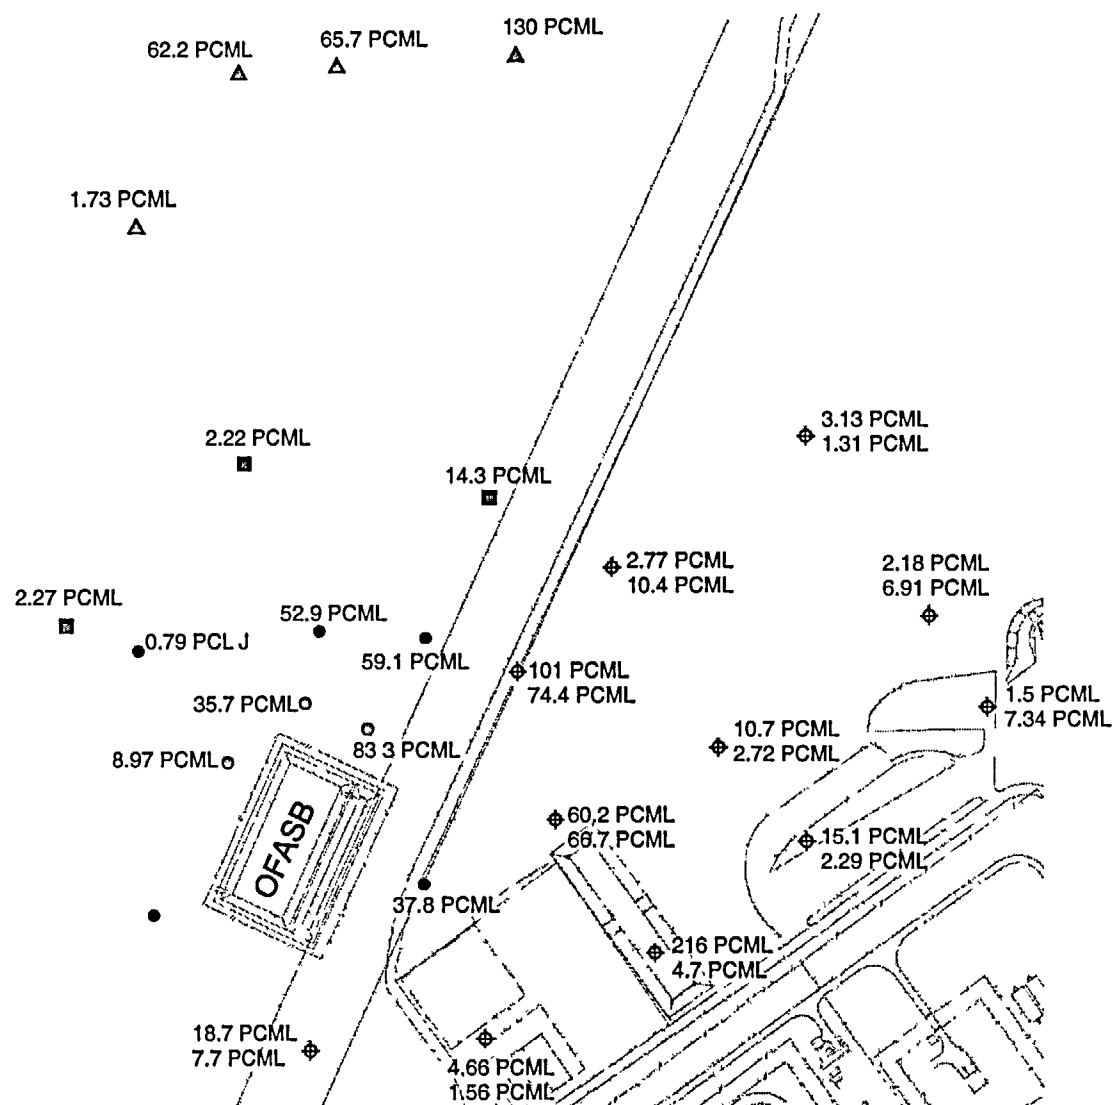 130 PCML
65.7 PCML
62.2 PCML
1.73 PCML
3.13 PCML
1.31 PCML
2.22 PCML
14.3 PCML
2.77 PCML
10.4 PCML
2.18 PCML
6.91 PCML
2.27 PCML
52.9 PCML
0.79 PCL J
59.1 PCML
101 PCML
74.4 PCML
1.5 PCML
7.34 PCML
35.7 PCML
83 3 PCML
10.7 PCML
2.72 PCML
8.97 PCML
60.2 PCML
66.7 PCML
OFASB
15.1 PCML
2.29 PCML
37.8 PCML
216 PCML
4.7 PCML
18.7 PCML
7.7 PCML
4.66 PCML
1.56 PCML